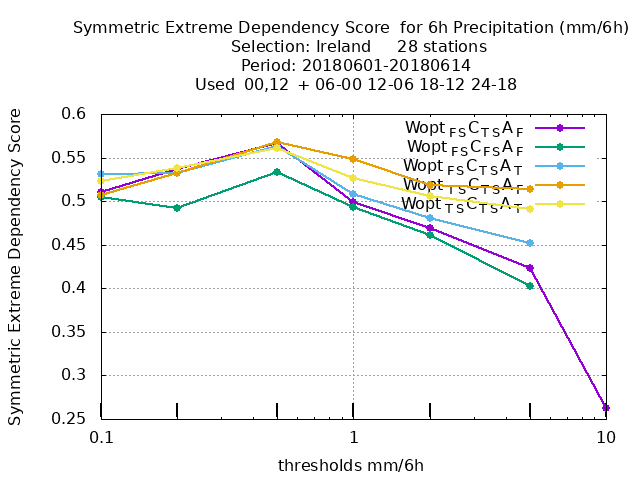 Symmetric Extreme Dependency Score for 6h Precipitation (mm/6h)
Selection: Ireland 28 stations
Period: 20180601-20180614
Used 00,12 + 06-00 12-06 18-12 24-18
Symmetric Extreme Dependency Score
0.6
0.55
0.5
0.45
0.4
0.35
0.3
0.25
Wopt FS C TS A F
Wopt FS C FS A F
Wopt FS C TS A T
Wopt TS C TS A F
Wopt TS C TS A T
0.1 1 10
thresholds mm/6h